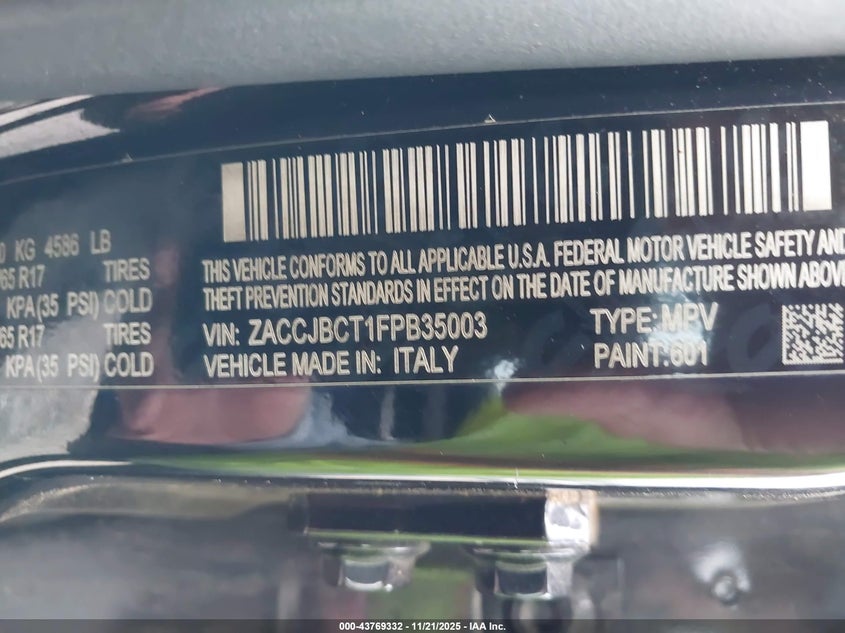 0 KG 4586 LB
65 R17 TIRES
KPA(35 PSI) COLD
65 R17 TIRES
KPA(35 PSI) COLD
THIS VEHICLE CONFORMS TO ALL APPLICABLE U.S.A. FEDERAL MOTOR VEHICLE SAFETY AND
THEFT PREVENTION STANDARDS IN EFFECT ON THE DATE OF MANUFACTURE SHOWN ABOVE
VIN: ZACCJBCT1FPB35003 TYPE: MPV
VEHICLE MADE IN: ITALY PAINT:601
000-43769332 - 11/21/2025 - IAA Inc.